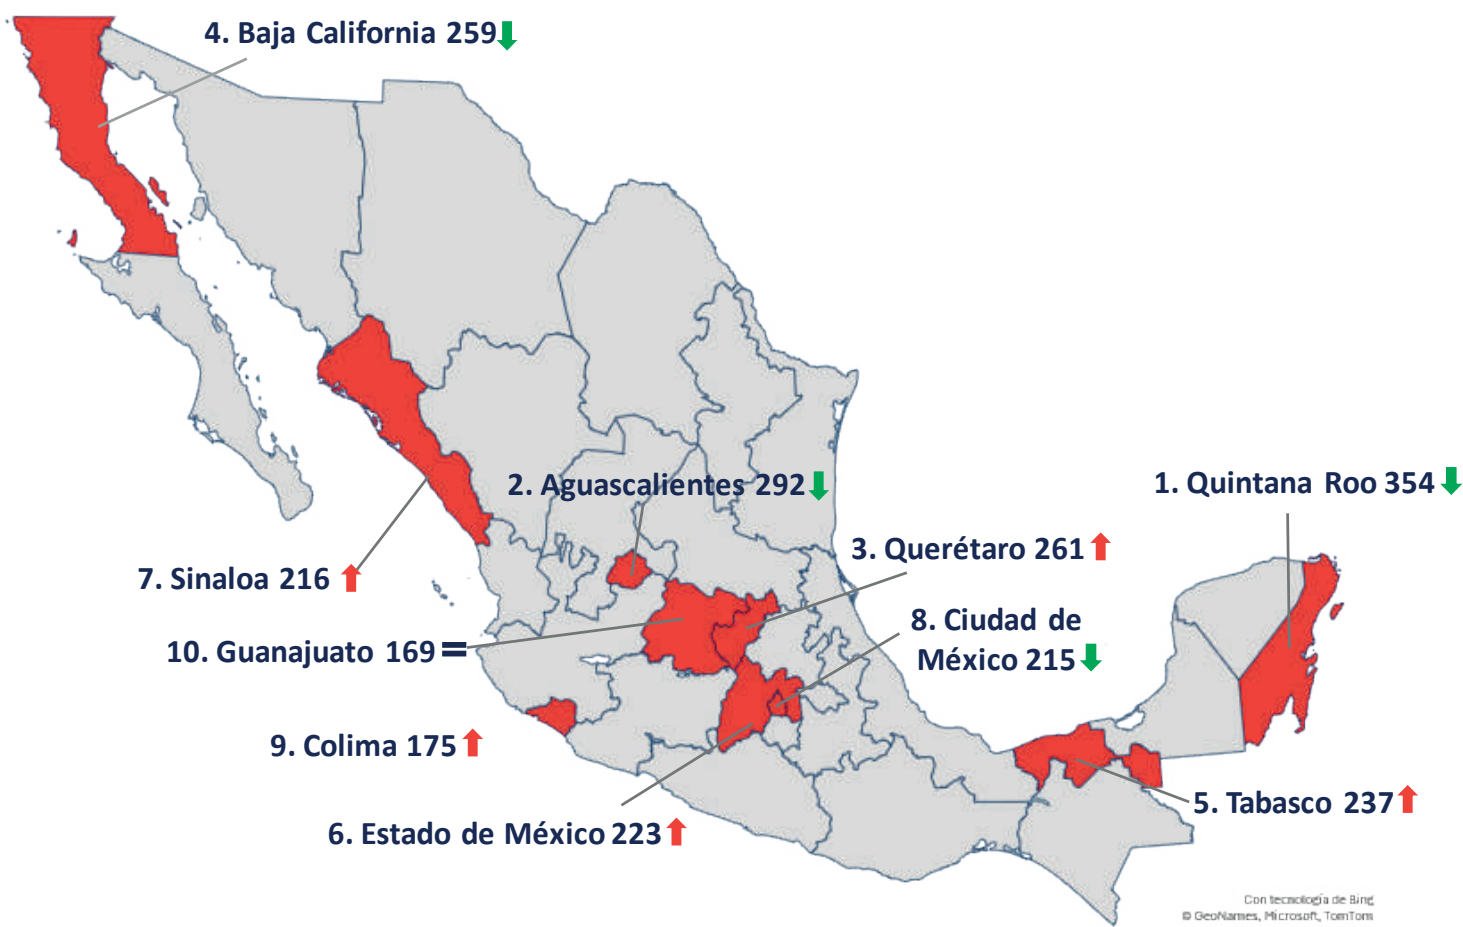 4. Baja California 259
2. Aguascalientes 292
1. Quintana Roo 354
3. Querétaro 261
7. Sinaloa 216
8. Ciudad de
México 215
10. Guanajuato 169 =
9. Colima 175
5. Tabasco 237
6. Estado de México 223
Con tecnología de Bing
© GeoNames, Microsoft, TomTom